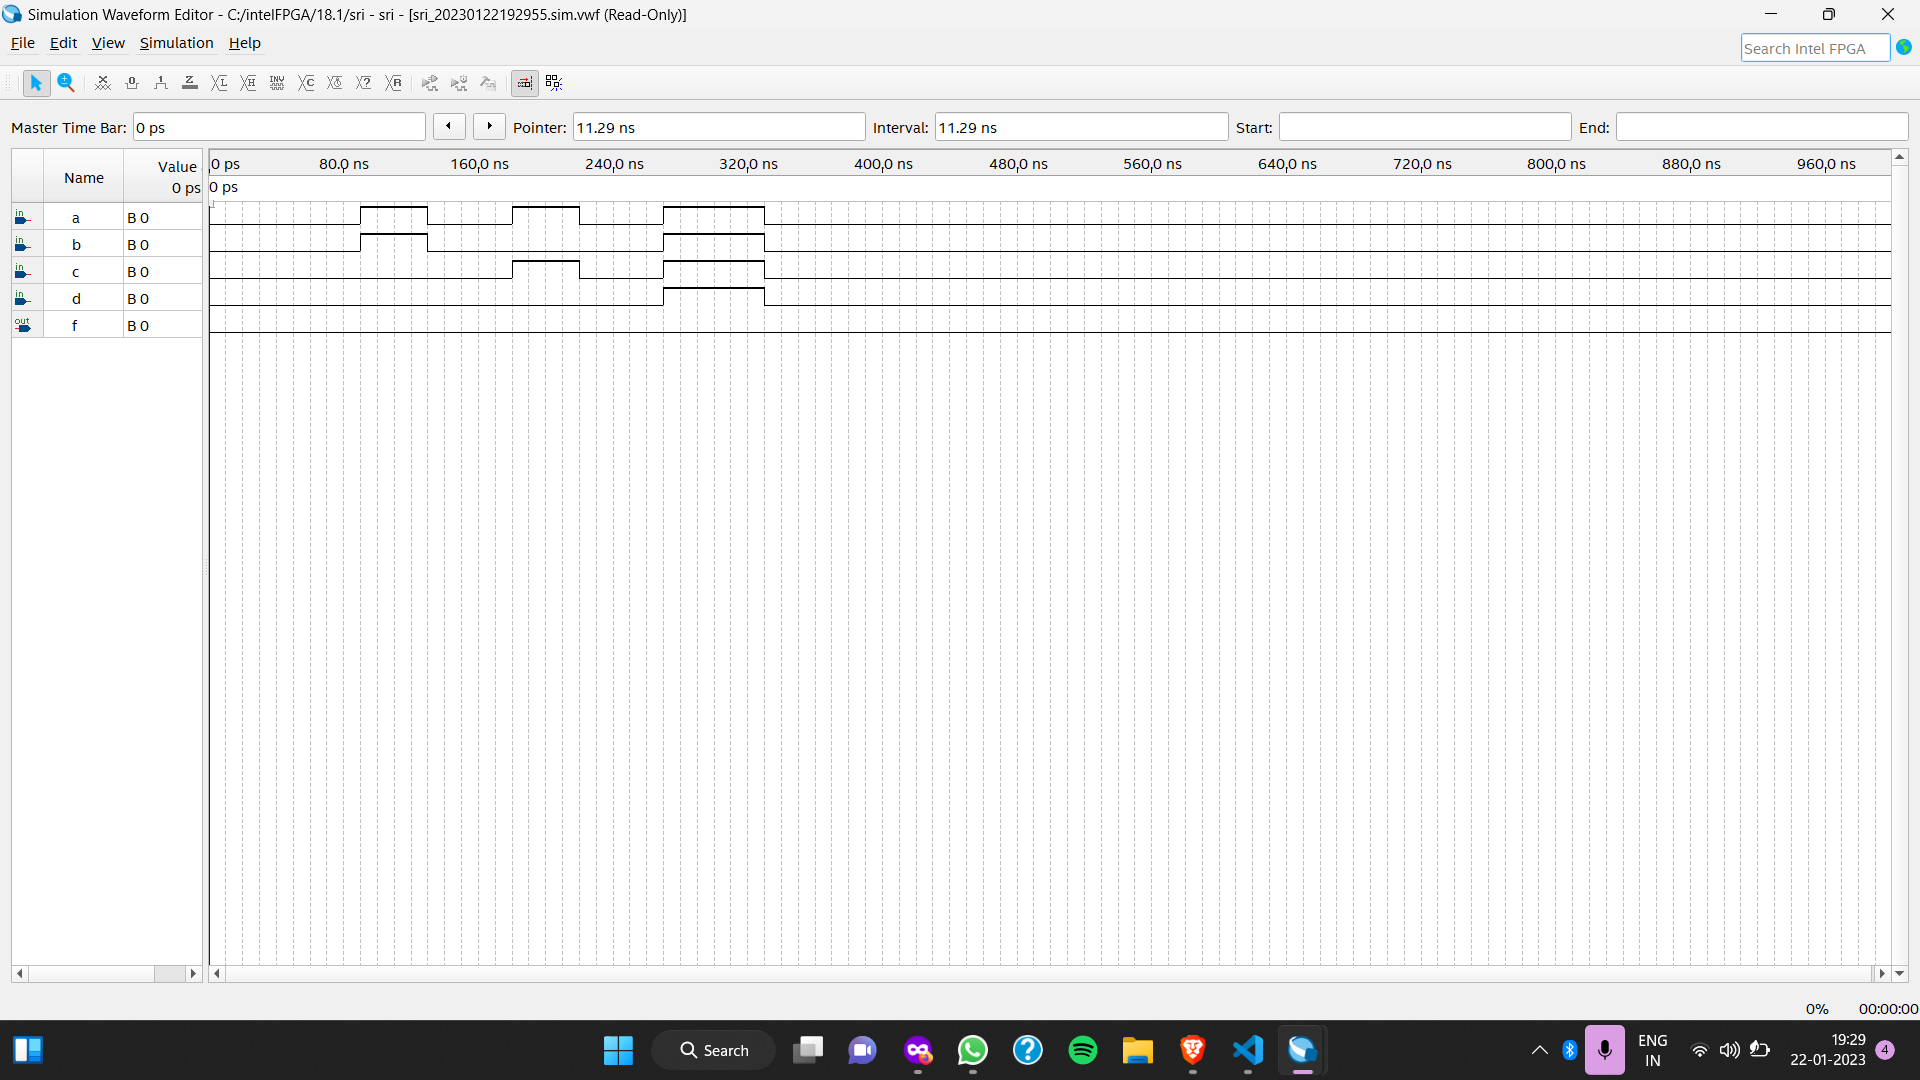 Simulation Waveform Editor - C:/intelFPGA/18.1/sri - sri - [sri_20230122192955.sim.vwf (Read-Only)]
File Edit View Simulation Help
Search Intel FPGA
Master Time Bar: 0 ps Pointer: 11.29 ns Interval: 11.29 ns Start: End:
Name Value 0 ps
0 ps 80.0 ns 160.0 ns 240.0 ns 320.0 ns 400.0 ns 480.0 ns 560.0 ns 640.0 ns 720.0 ns 800.0 ns 880.0 ns 960.0 ns
0 ps
in a B 0
in b B 0
in c B 0
in d B 0
out f B 0
0% 00:00:00
Search
ENG
IN
19:29
22-01-2023
4